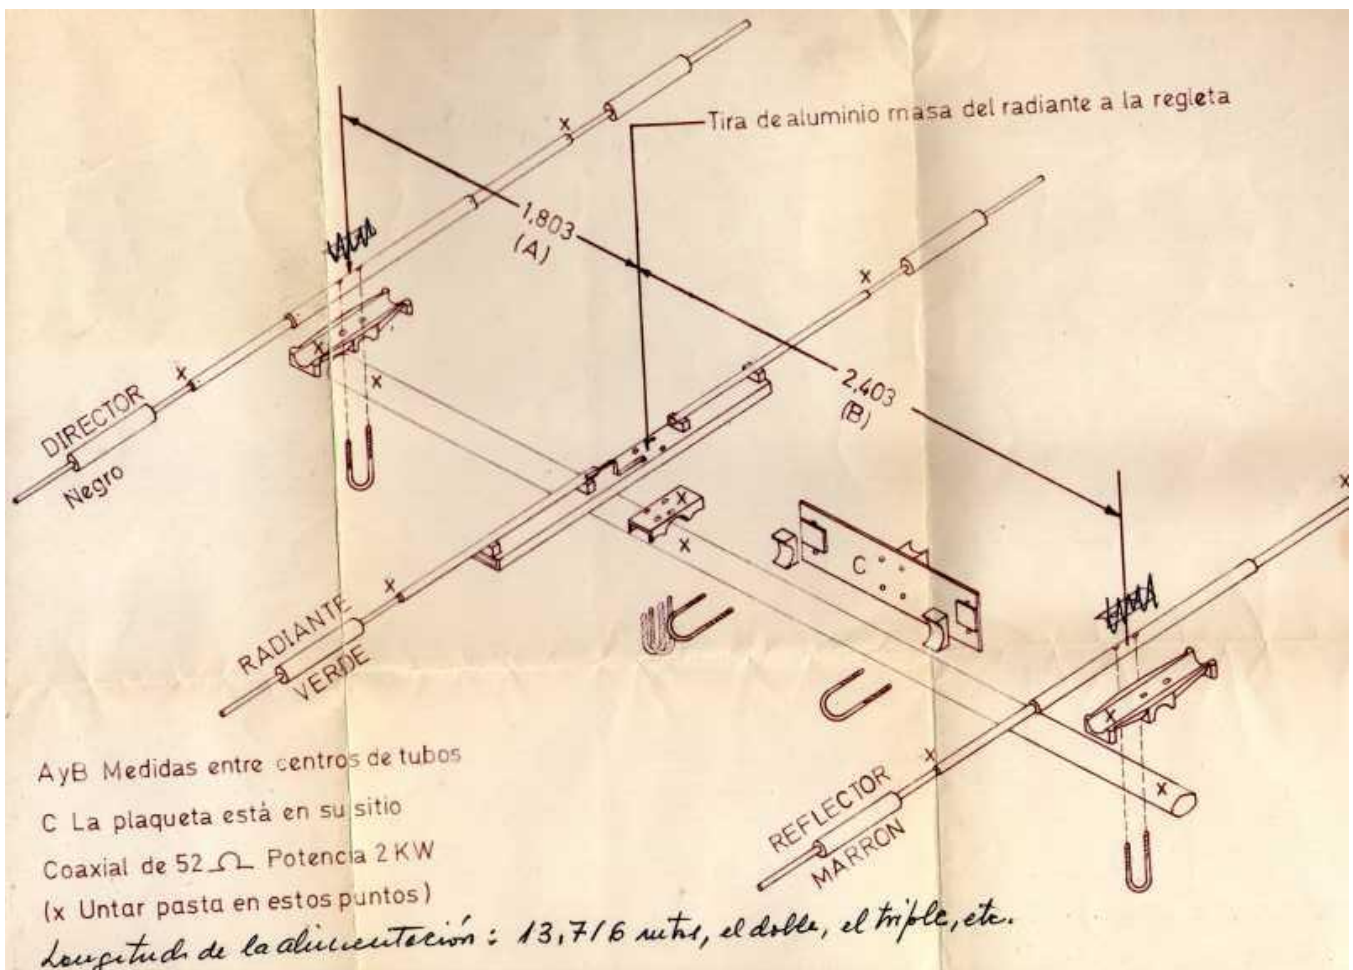 Tira de aluminio masa del radiante a la regleta
1,803
(A)
2,403
(B)
DIRECTOR
Negro
C
RADIANTE
VERDE
REFLECTOR
MARRON
x
x
x
x
x
x
x
x
x
x
x
x
x
A y B Medidas entre centros de tubos
C La plaqueta está en su sitio
Coaxial de 52 Ω Potencia 2 KW
(x Untar pasta en estos puntos)
Longitud de la alimentación: 13,716 mtrs, el doble, el triple, etc.